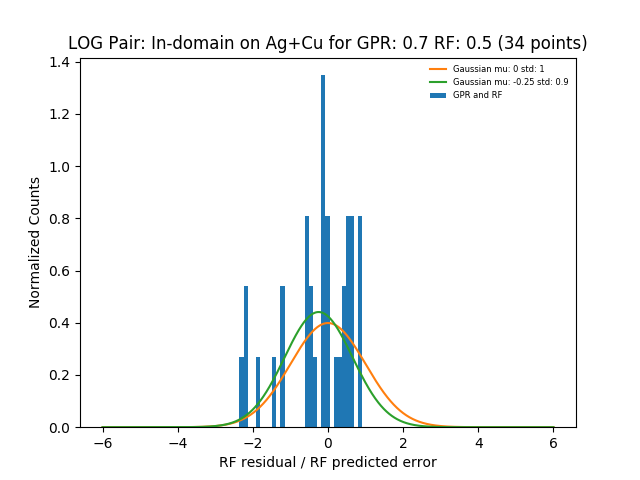 LOG Pair: In-domain on Ag+Cu for GPR: 0.7 RF: 0.5 (34 points)
Gaussian mu: 0 std: 1
Gaussian mu: -0.25 std: 0.9
GPR and RF
Normalized Counts
1.4
1.2
1.0
0.8
0.6
0.4
0.2
0.0
−6 −4 −2 0 2 4 6
RF residual / RF predicted error